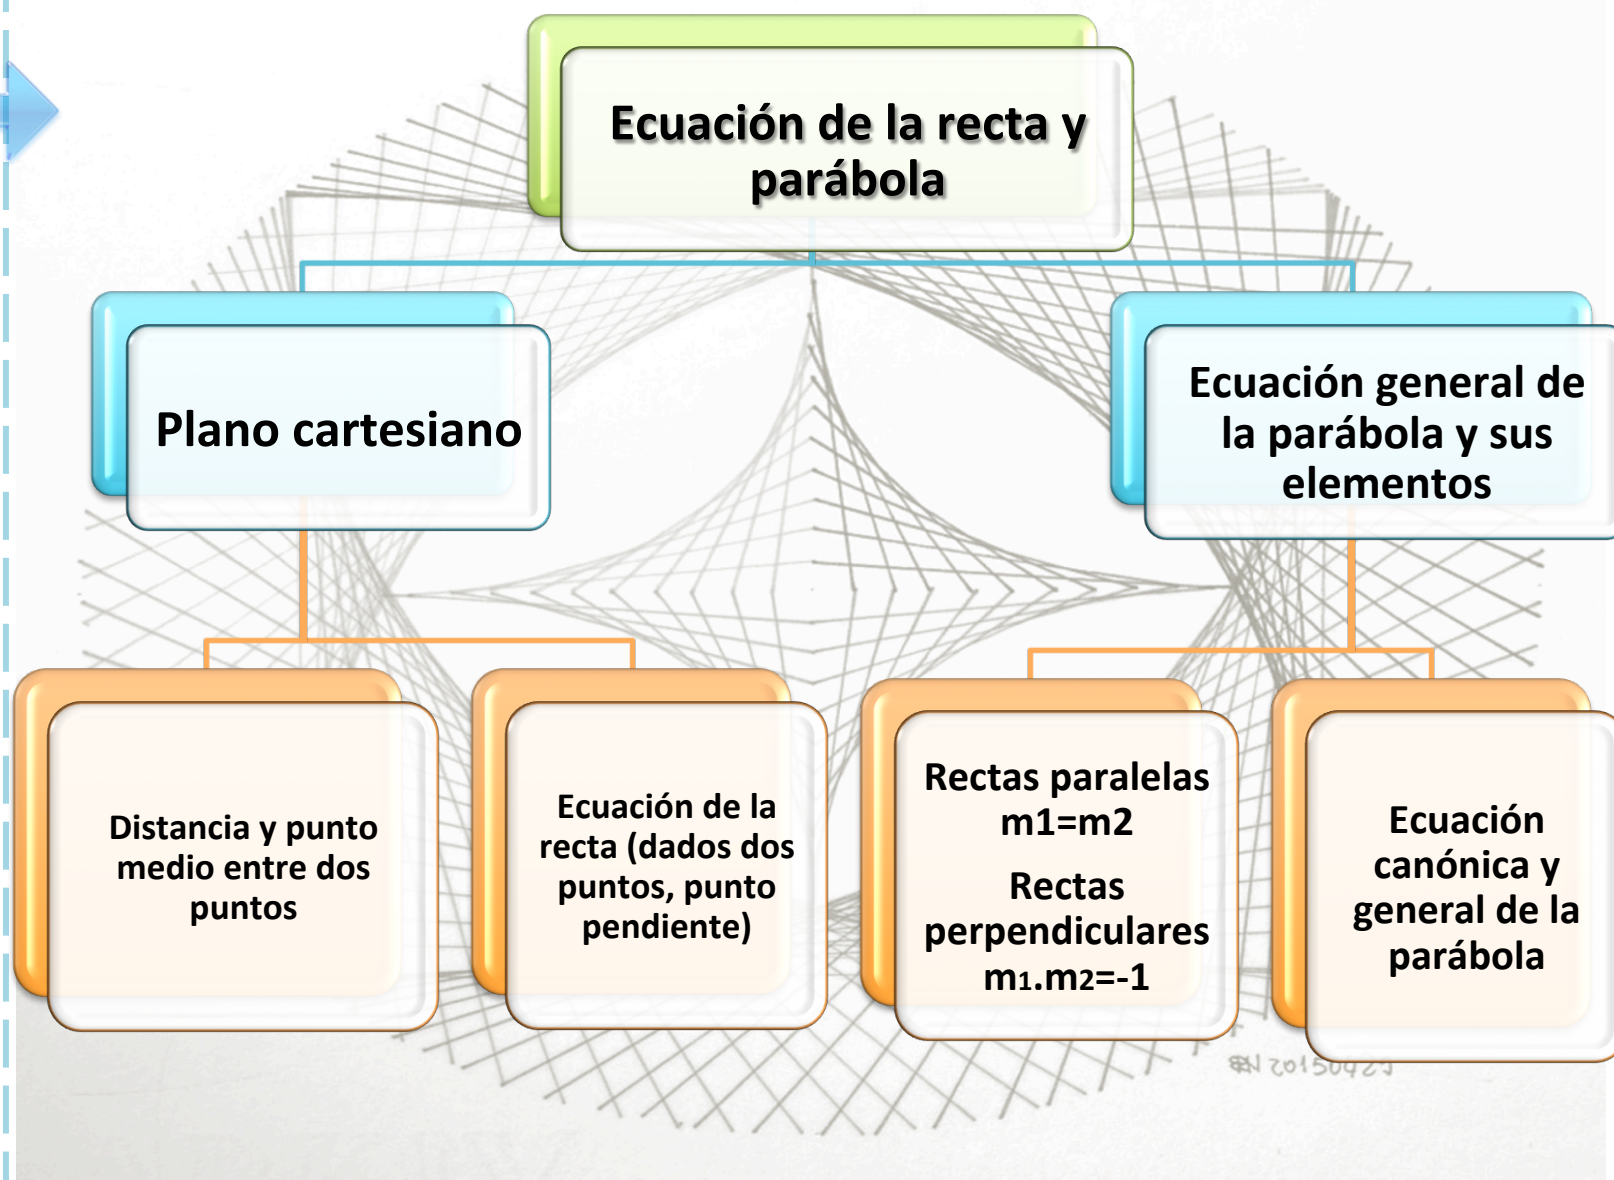 Ecuación de la recta y
parábola
Plano cartesiano
Ecuación general de
la parábola y sus
elementos
Distancia y punto
medio entre dos
puntos
Ecuación de la
recta (dados dos
puntos, punto
pendiente)
Rectas paralelas
m1=m2
Rectas
perpendiculares
m1.m2=-1
Ecuación
canónica y
general de la
parábola